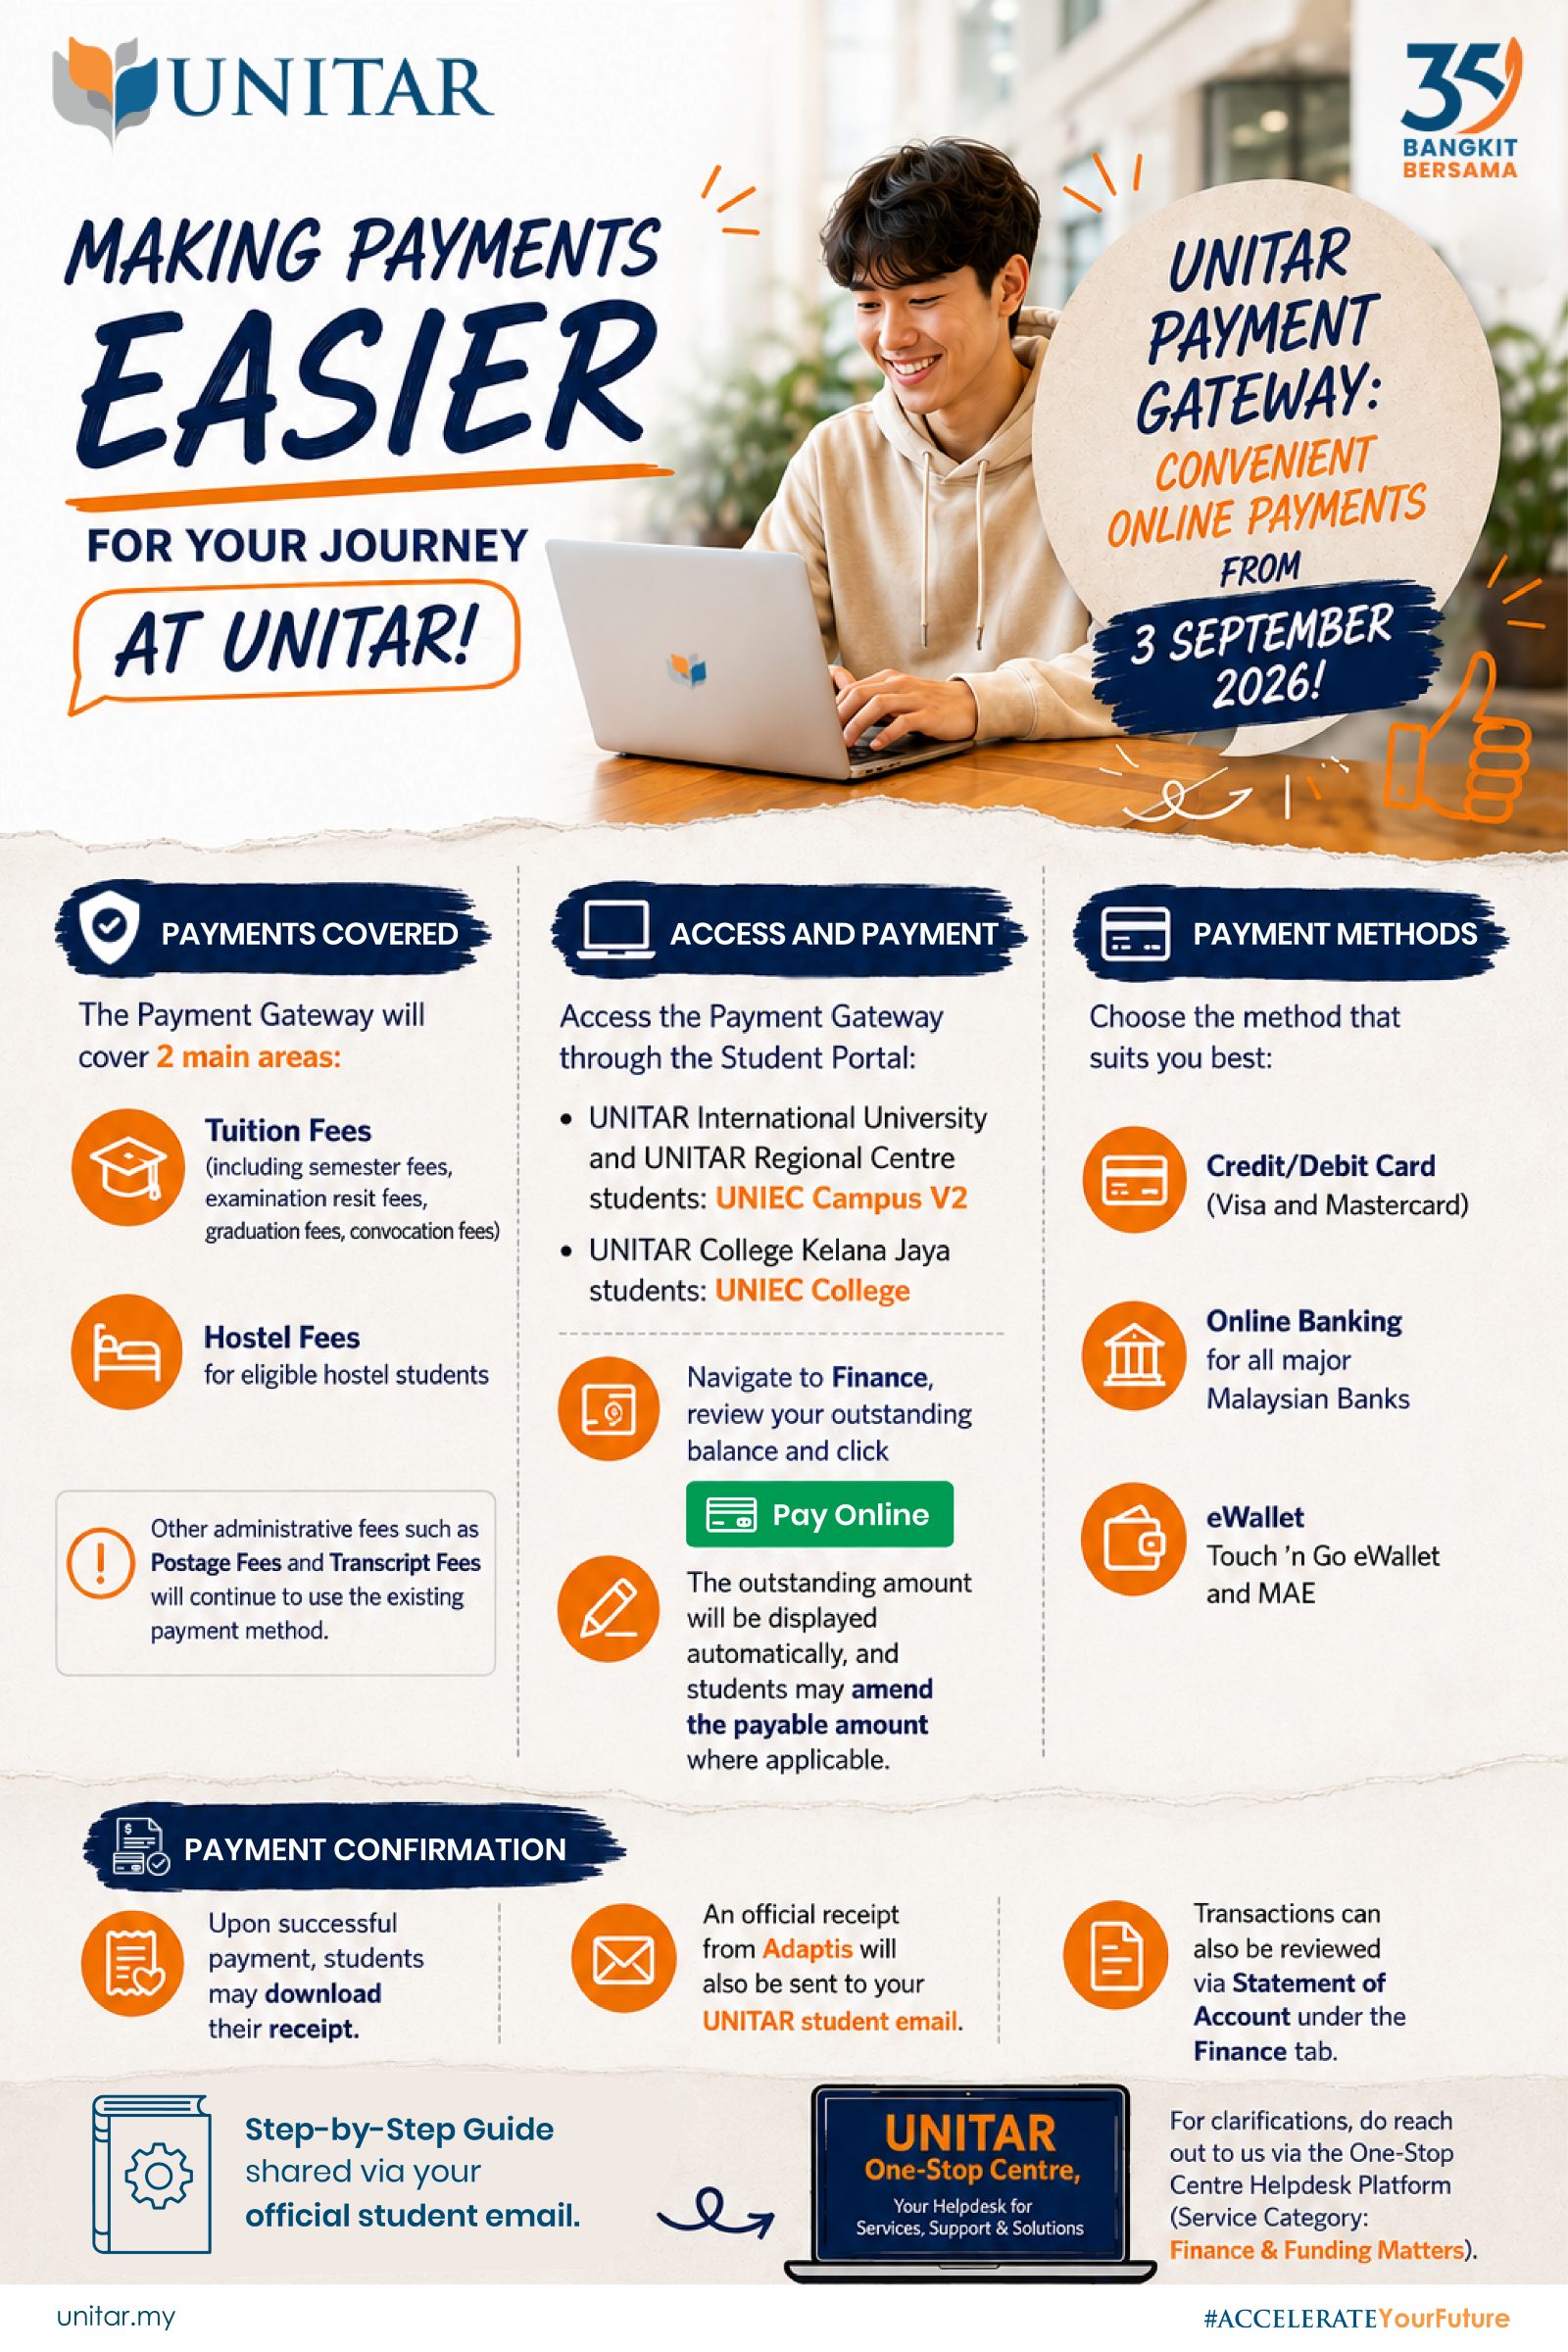 UNITAR
35
BANGKIT
BERSAMA
MAKING PAYMENTS
EASIER
FOR YOUR JOURNEY
AT UNITAR!
UNITAR
PAYMENT
GATEWAY:
CONVENIENT
ONLINE PAYMENTS
FROM
3 SEPTEMBER
2026!
PAYMENTS COVERED
The Payment Gateway will
cover 2 main areas:
Tuition Fees
(including semester fees,
examination resit fees,
graduation fees, convocation fees)
Hostel Fees
for eligible hostel students
Other administrative fees such as
Postage Fees and Transcript Fees
will continue to use the existing
payment method.
ACCESS AND PAYMENT
Access the Payment Gateway
through the Student Portal:
• UNITAR International University
and UNITAR Regional Centre
students: UNIEC Campus V2
• UNITAR College Kelana Jaya
students: UNIEC College
Navigate to Finance,
review your outstanding
balance and click
Pay Online
The outstanding amount
will be displayed
automatically, and
students may amend
the payable amount
where applicable.
PAYMENT METHODS
Choose the method that
suits you best:
Credit/Debit Card
(Visa and Mastercard)
Online Banking
for all major
Malaysian Banks
eWallet
Touch 'n Go eWallet
and MAE
PAYMENT CONFIRMATION
Upon successful
payment, students
may download
their receipt.
An official receipt
from Adaptis will
also be sent to your
UNITAR student email.
Transactions can
also be reviewed
via Statement of
Account under the
Finance tab.
Step-by-Step Guide
shared via your
official student email.
UNITAR
One-Stop Centre,
Your Helpdesk for
Services, Support & Solutions
For clarifications, do reach
out to us via the One-Stop
Centre Helpdesk Platform
(Service Category:
Finance & Funding Matters).
unitar.my
#ACCELERATEYourFuture